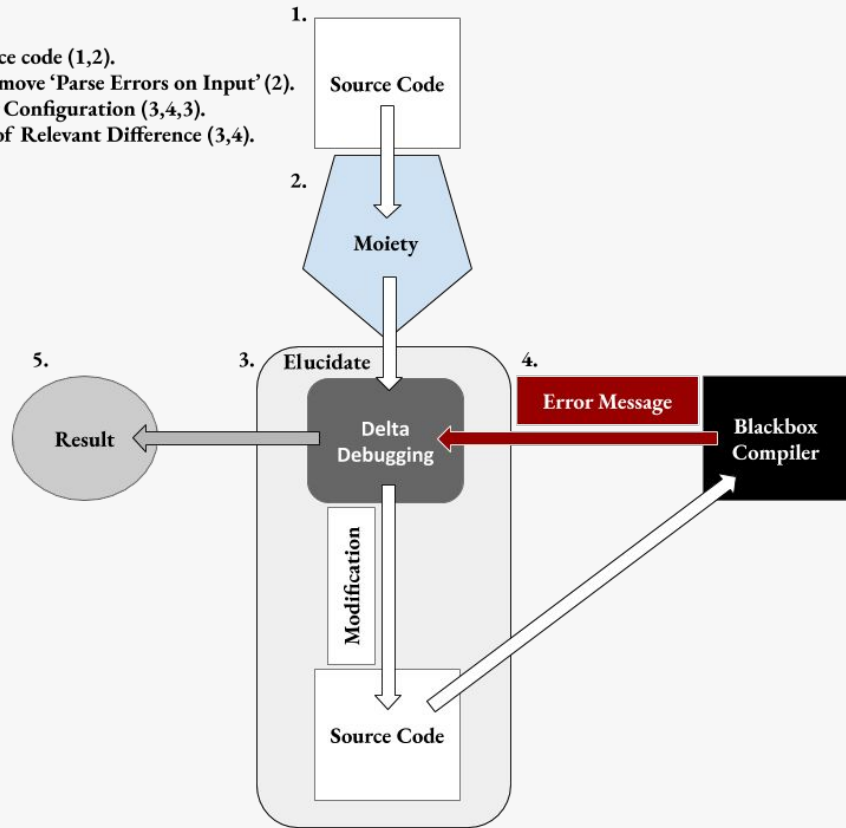 1.
ce code (1,2).
move ‘Parse Errors on Input’ (2).
Configuration (3,4,3).
of Relevant Difference (3,4).
Source Code
2.
Moiety
5.
3.
Elucidate
4.
Error Message
Result
Delta
Debugging
Blackbox
Compiler
Modification
Source Code